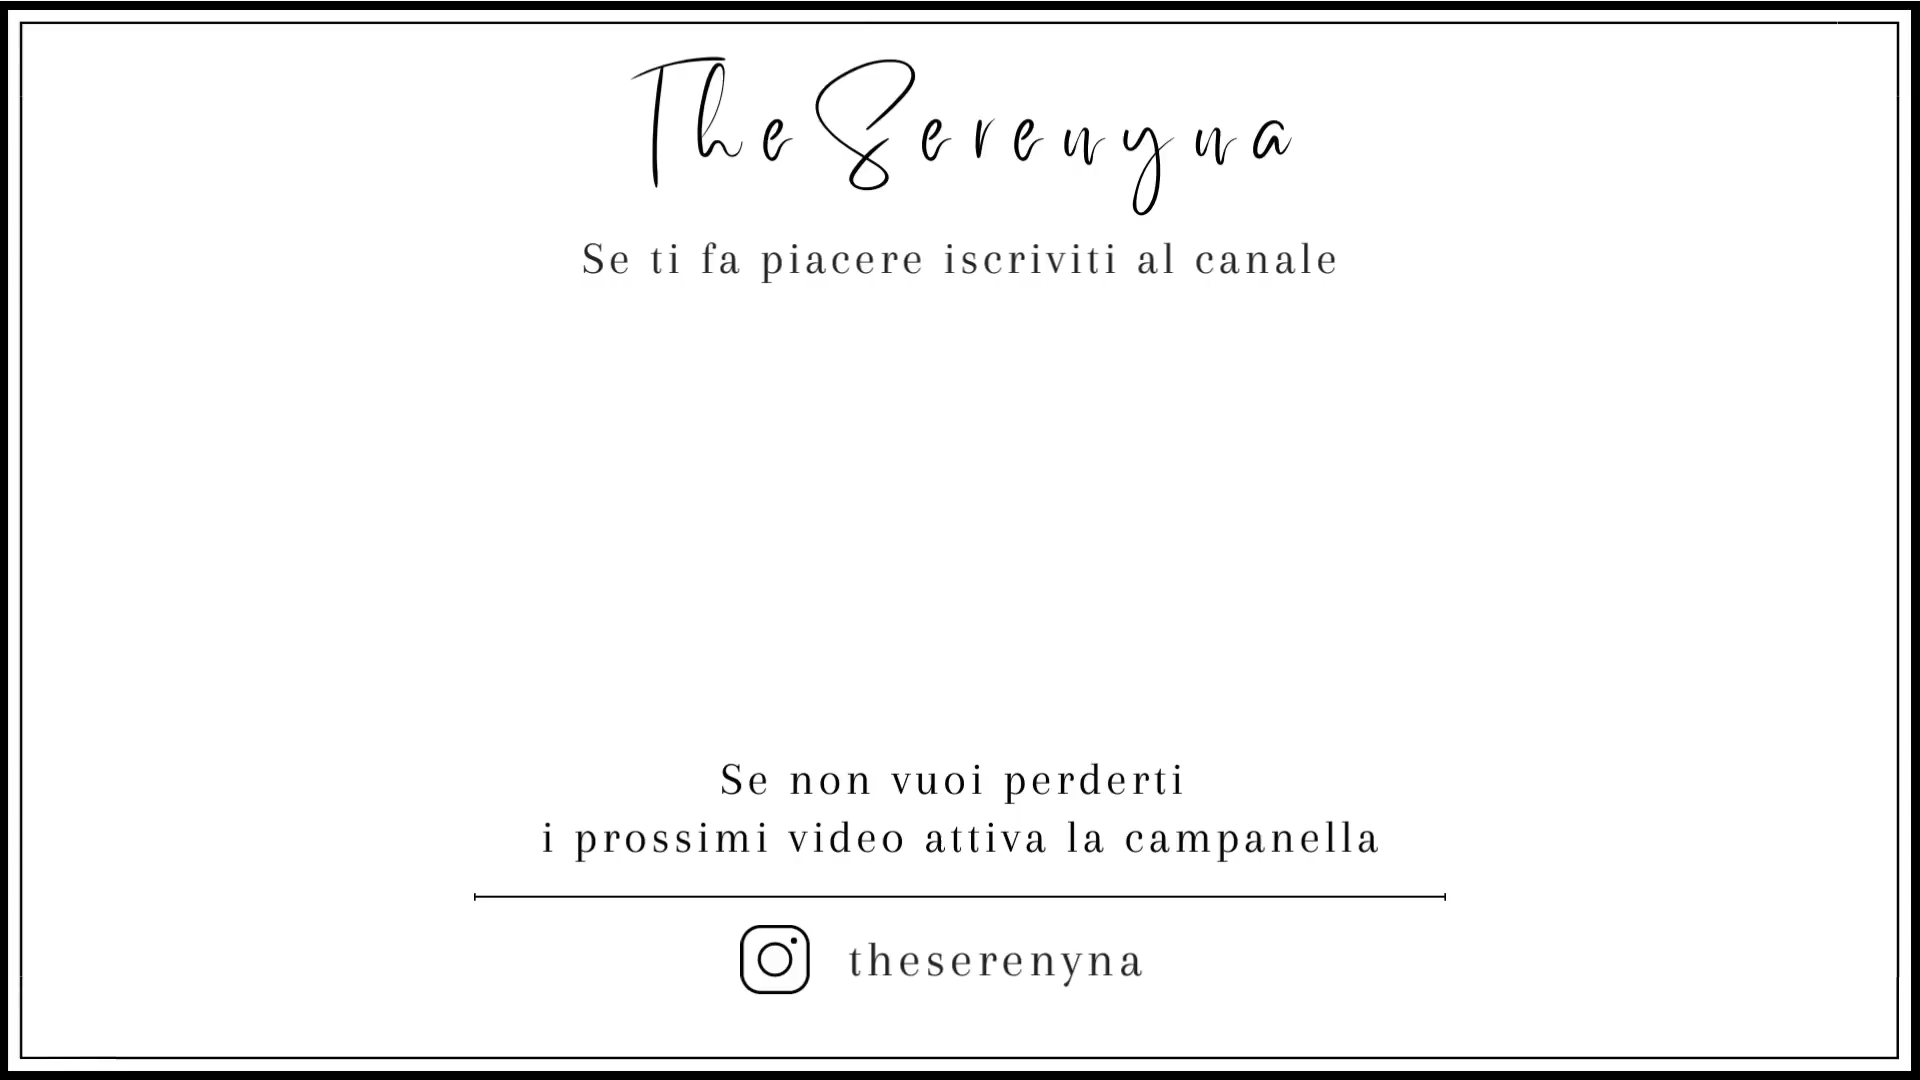 TheSerenyna
Se ti fa piacere iscriviti al canale
Se non vuoi perderti
i prossimi video attiva la campanella
theserenyna